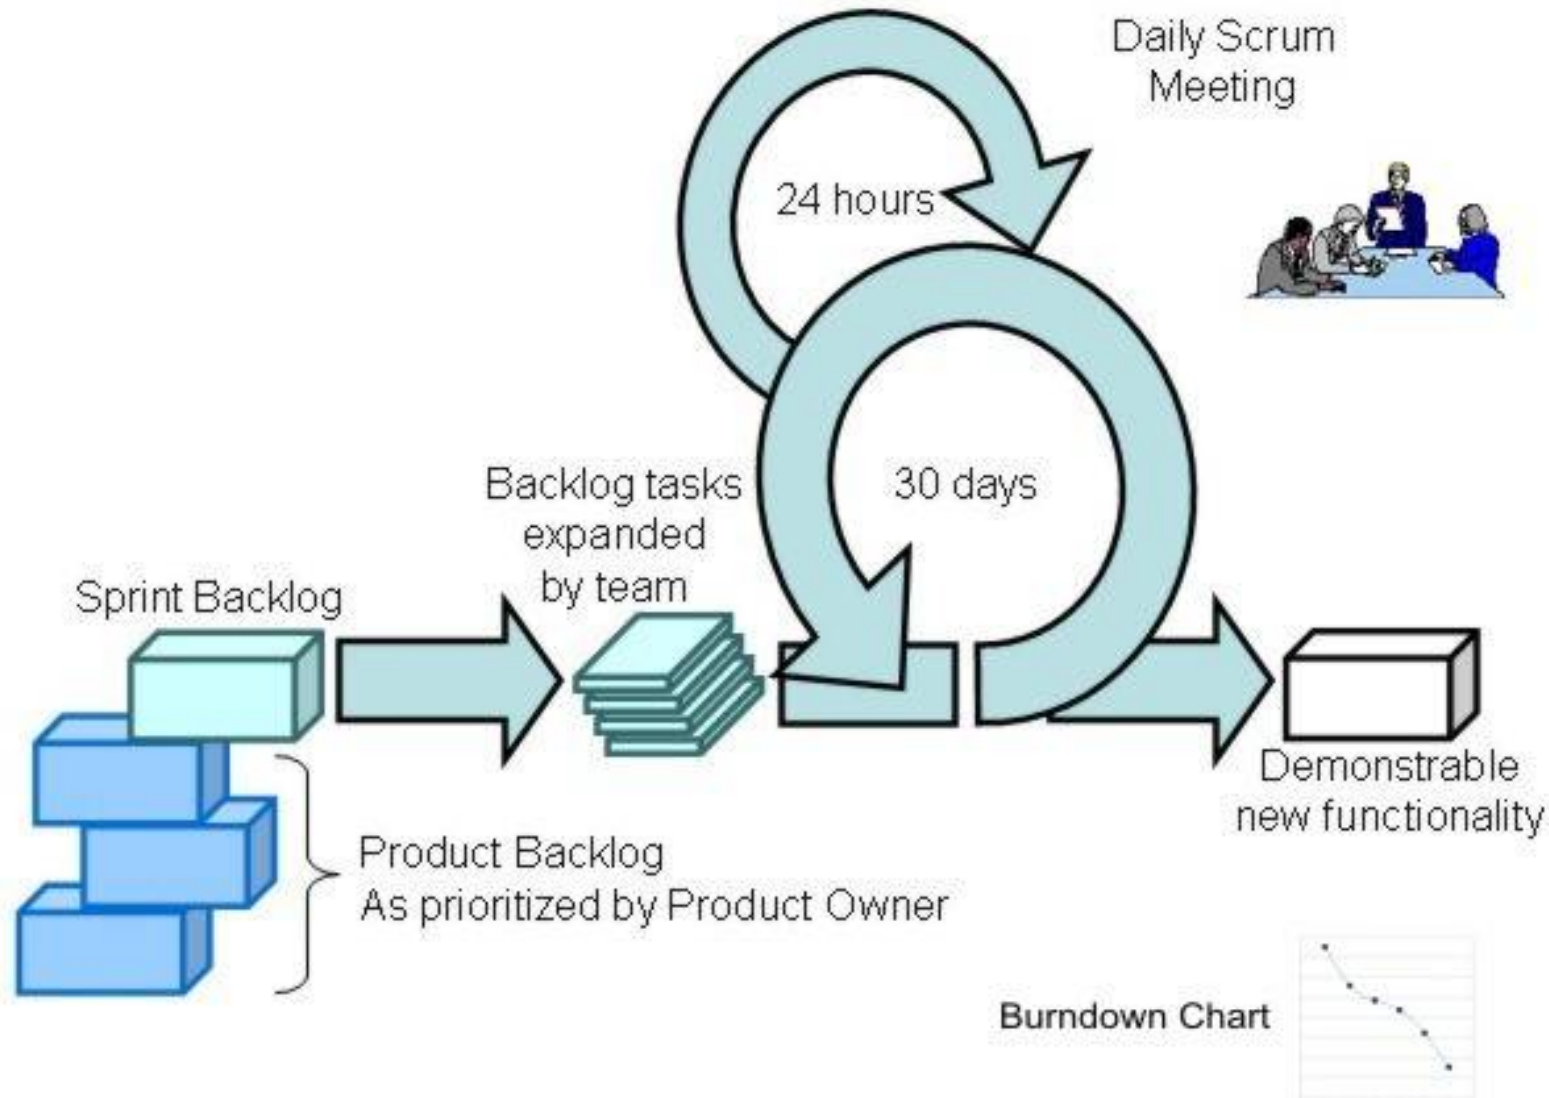 Daily Scrum
Meeting
24 hours
Backlog tasks
expanded
by team
30 days
Sprint Backlog
Demonstrable
new functionality
Product Backlog
As prioritized by Product Owner
Burndown Chart